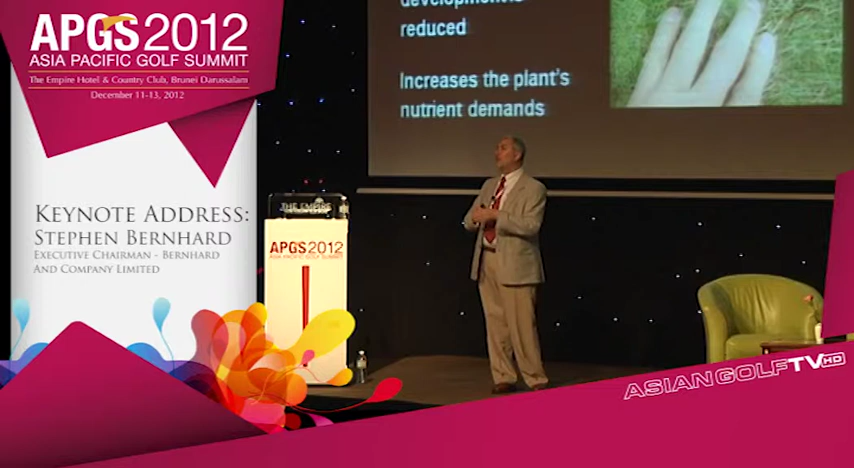 APGS2012
ASIA PACIFIC GOLF SUMMIT
The Empire Hotel & Country Club, Brunei Darussalam
December 11-13, 2012
KEYNOTE ADDRESS:
STEPHEN BERNHARD
EXECUTIVE CHAIRMAN - BERNHARD
AND COMPANY LIMITED
reduced
Increases the plant's
nutrient demands
THE EMPIRE
APGS2012
ASIA PACIFIC GOLF SUMMIT
ASIANGOLFTVHD